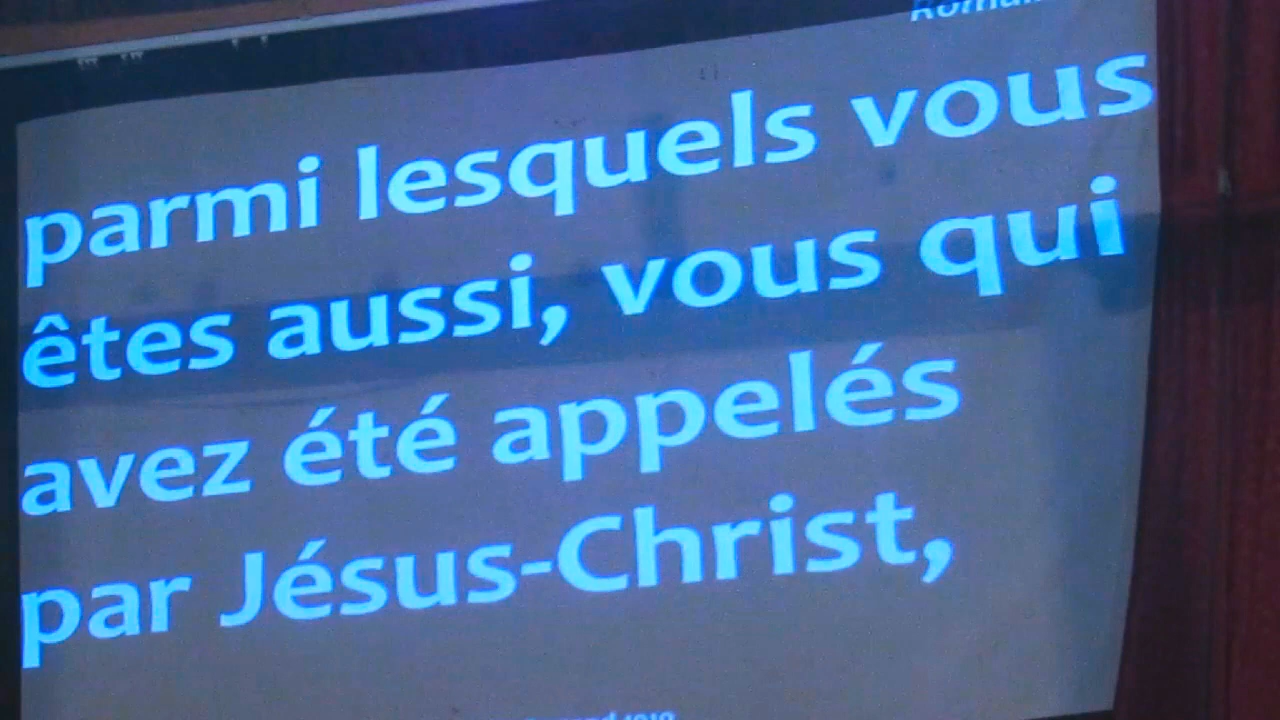 parmi lesquels vous
êtes aussi, vous qui
avez été appelés
par Jésus-Christ,